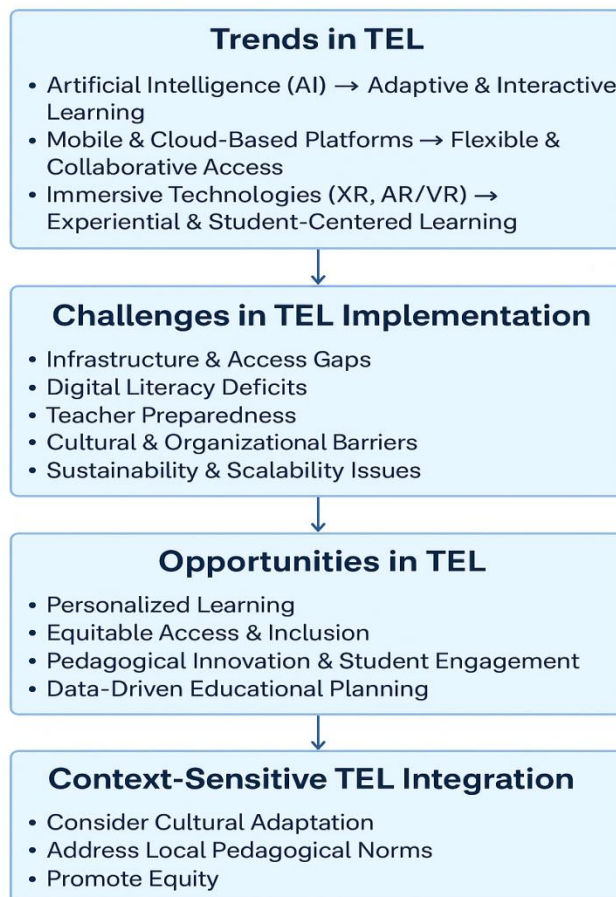 Trends in TEL
• Artificial Intelligence (AI) → Adaptive & Interactive
Learning
• Mobile & Cloud-Based Platforms → Flexible &
Collaborative Access
• Immersive Technologies (XR, AR/VR) →
Experiential & Student-Centered Learning
Challenges in TEL Implementation
• Infrastructure & Access Gaps
• Digital Literacy Deficits
• Teacher Preparedness
• Cultural & Organizational Barriers
• Sustainability & Scalability Issues
Opportunities in TEL
• Personalized Learning
• Equitable Access & Inclusion
• Pedagogical Innovation & Student Engagement
• Data-Driven Educational Planning
Context-Sensitive TEL Integration
• Consider Cultural Adaptation
• Address Local Pedagogical Norms
• Promote Equity